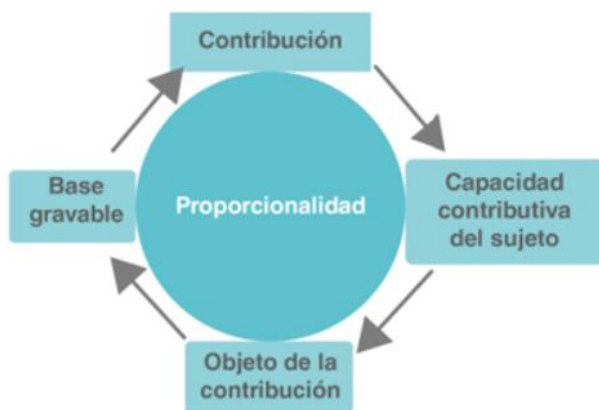 Contribución
Base
gravable
Proporcionalidad
Capacidad
contributiva
del sujeto
Objeto de la
contribución